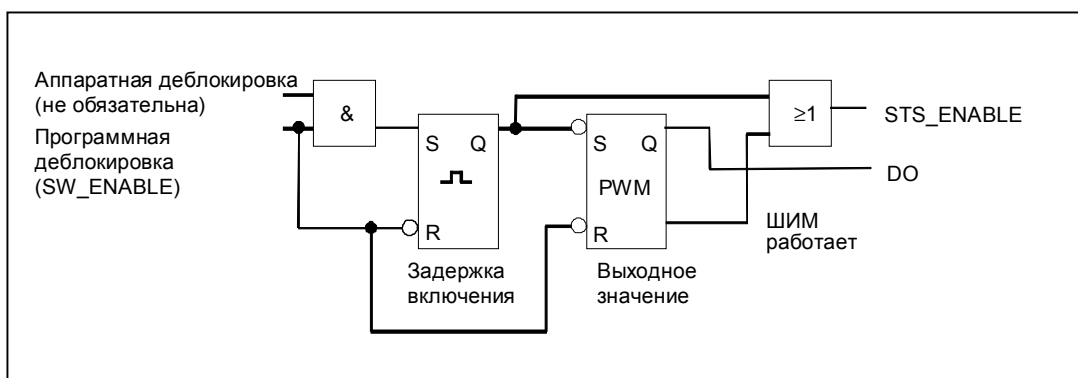 Аппаратная деблокировка
(не обязательна)
Программная
деблокировка
(SW_ENABLE)
&
S Q
R
Задержка
включения
S Q
PWM
R
Выходное
значение
≥1
STS_ENABLE
DO
ШИМ
работает